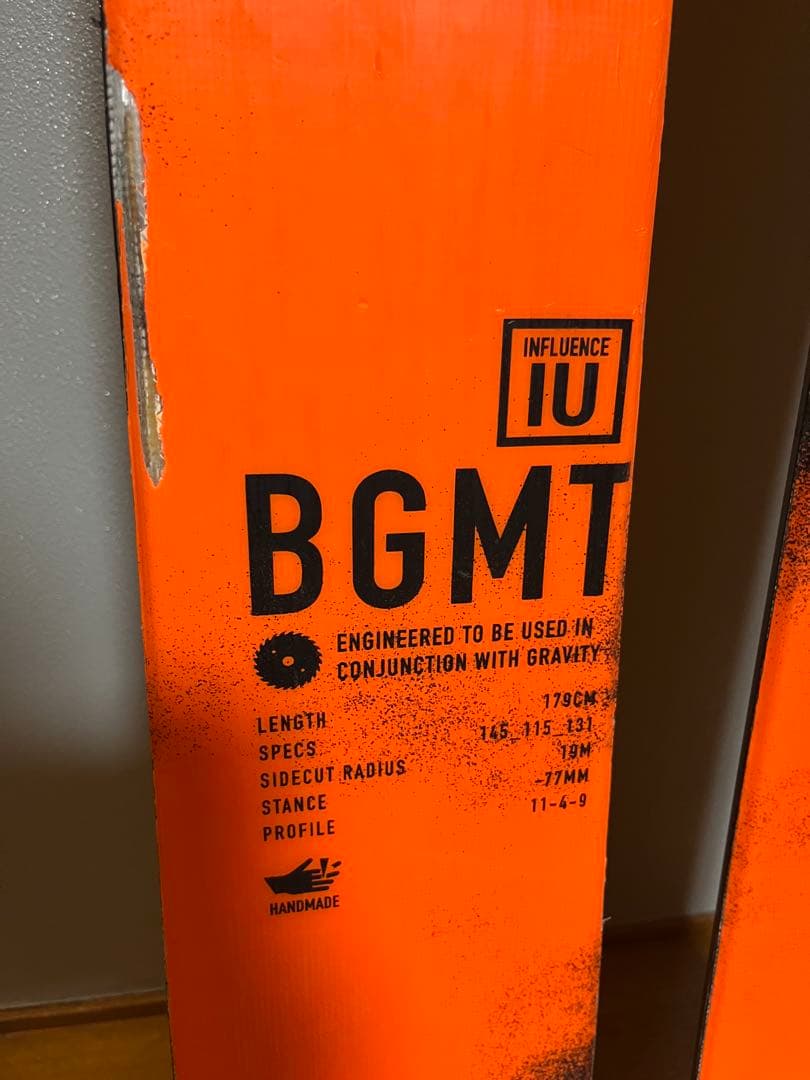 INFLUENCE
IU
BGMT
ENGINEERED TO BE USED IN
CONJUNCTION WITH GRAVITY
LENGTH 179CM
SPECS 145_115_131
SIDECUT RADIUS 19M
STANCE -77MM
PROFILE 11-4-9
HANDMADE